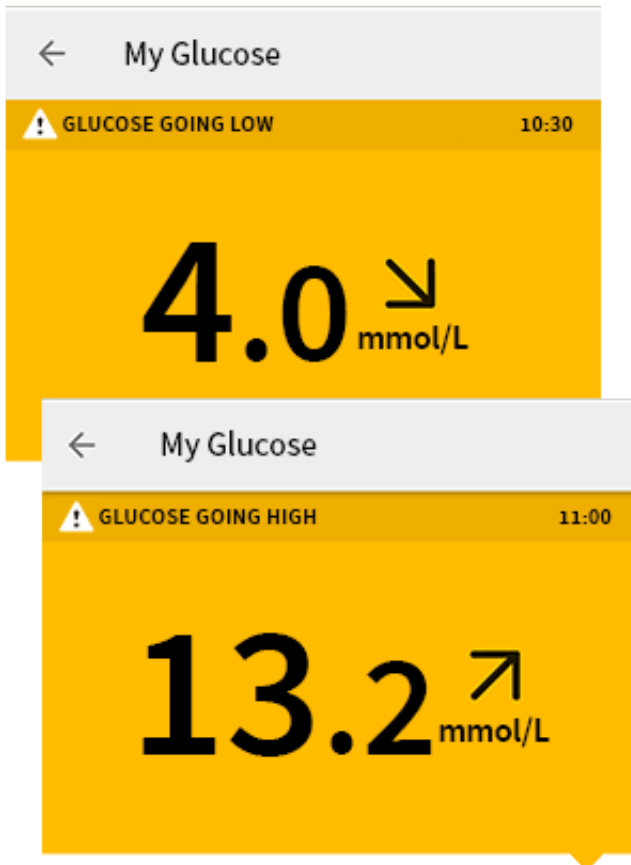 My Glucose
GLUCOSE GOING LOW 10:30
4.0 mmol/L
My Glucose
GLUCOSE GOING HIGH 11:00
13.2 mmol/L